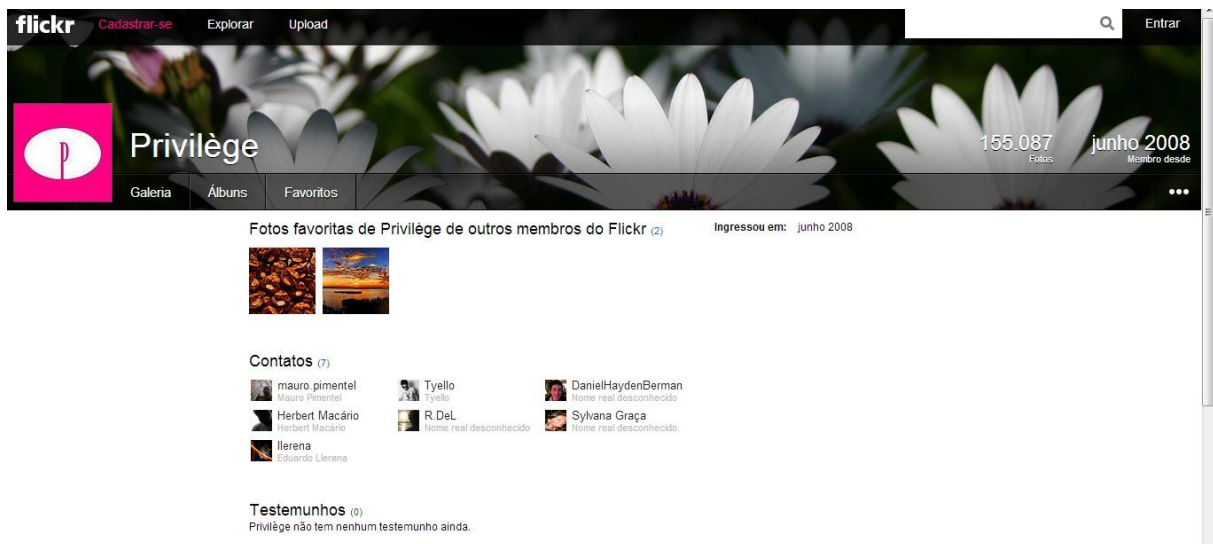 flickr Cadastrar-se Explorar Upload Entrar
P
Privilège
155.087 junho 2008
Fotos Membro desde
Galeria Álbuns Favoritos
Fotos favoritas de Privilège de outros membros do Flickr (2) Ingressou em: junho 2008
Contatos (7)
mauro.pimentel Tyello DanielHaydenBerman
Mauro Pimentel Tyello Nome real desconhecido
Herbert Macário R.DeL Sylvana Graça
Herbert Macário Nome real desconhecido Nome real desconhecido
llerena
Eduardo Llerena
Testemunhos (0)
Privilège não tem nenhum testemunho ainda.